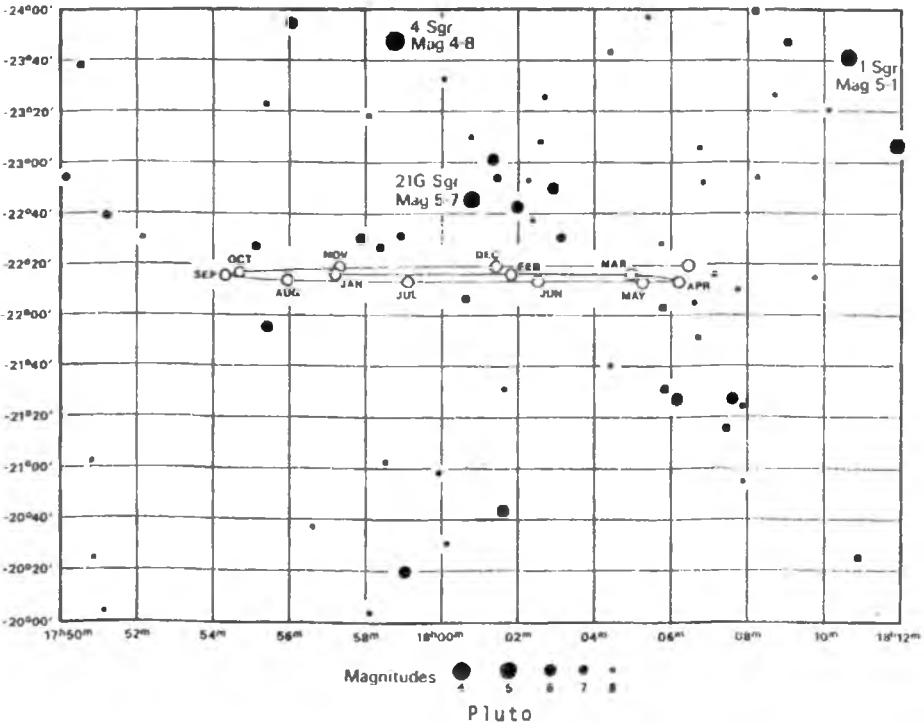 -24°00'
4 Sgr
Mag 4-8
-23°40'
1 Sgr
Mag 5-1
-23°20'
-23°00'
21G Sgr
Mag 5-7
-22°40'
-22°20'
OCT
NOV
DEC
MAR
SEP
FEB
AUG
JAN
JUL
JUN
MAY
APR
-22°00'
-21°40'
-21°20'
-21°00'
-20°40'
-20°20'
-20°00'
17ʰ50ᵐ 52ᵐ 54ᵐ 56ᵐ 58ᵐ 18ʰ00ᵐ 02ᵐ 04ᵐ 06ᵐ 08ᵐ 10ᵐ 18ʰ12ᵐ
Magnitudes
4 5 6 7 8
Pluto